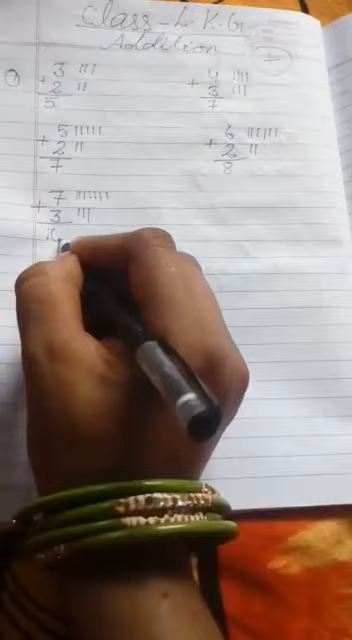 Class - L.K.G
Addition
+ 3 |||
2 ||
5
+ 4 ||||
3 |||
7
+ 5 |||||
2 ||
7
+ 6 ||||||
2 ||
8
+ 7 |||||||
3 |||